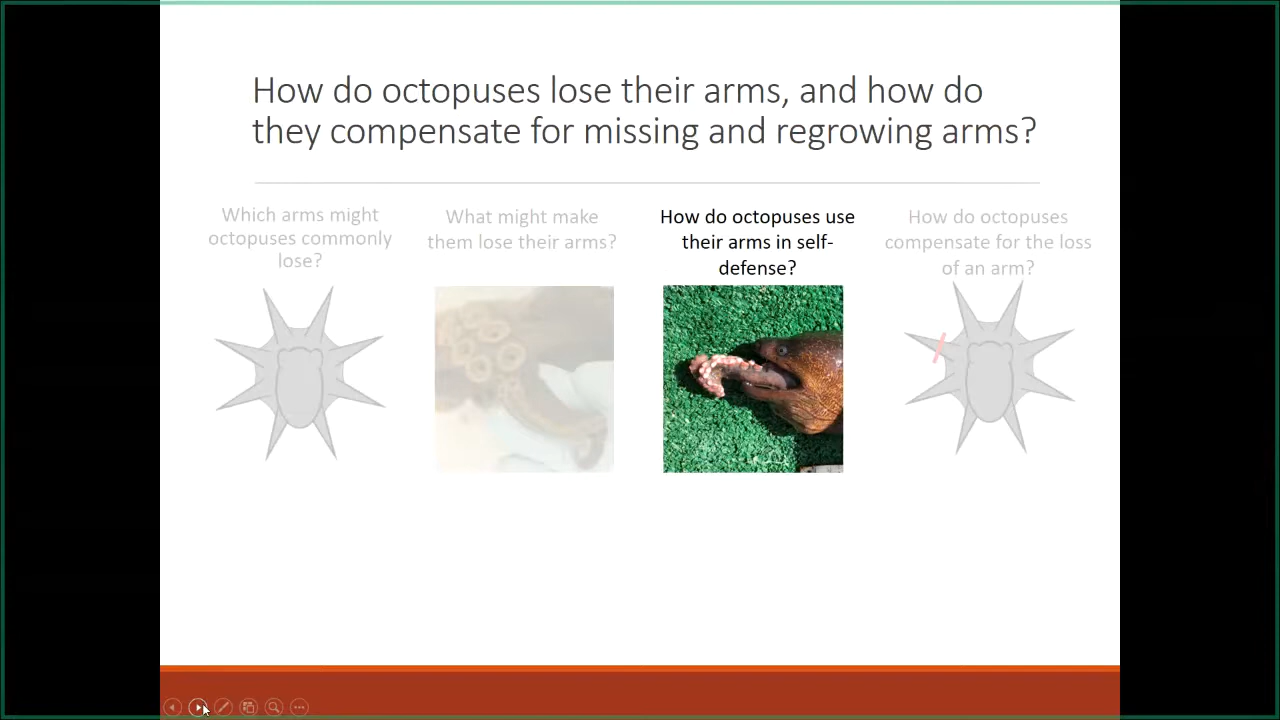 How do octopuses lose their arms, and how do
they compensate for missing and regrowing arms?
Which arms might
octopuses commonly
lose?
What might make
them lose their arms?
How do octopuses use
their arms in self-
defense?
How do octopuses
compensate for the loss
of an arm?